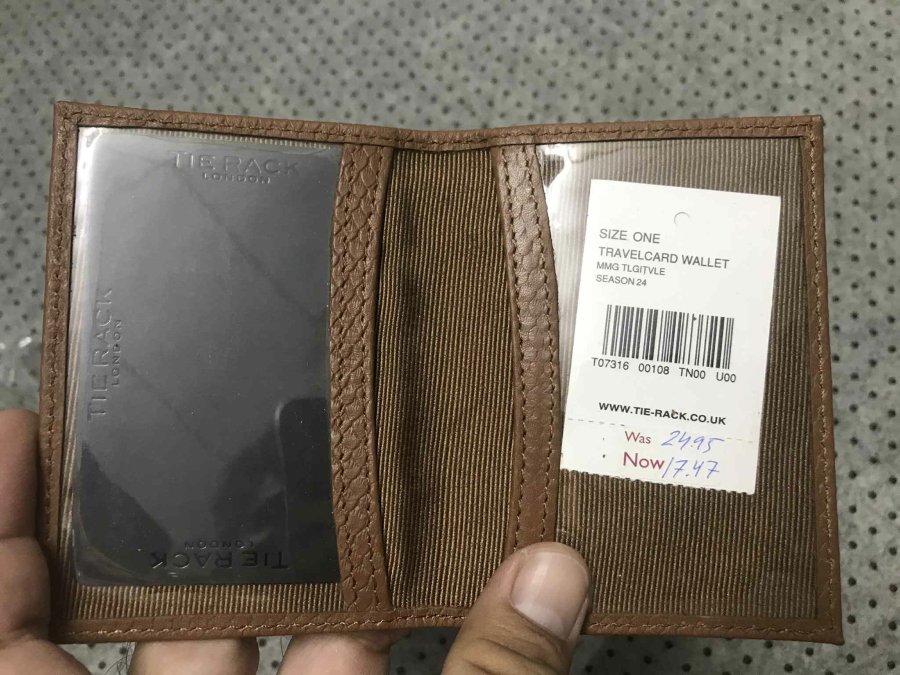 TIE RACK
LONDON
TIE RACK
LONDON
TIE RACK
LONDON
SIZE ONE
TRAVELCARD WALLET
MMG TLGITVLE
SEASON 24
T07316 00108 TN00 U00
WWW.TIE-RACK.CO.UK
Was 24.95
Now 17.47